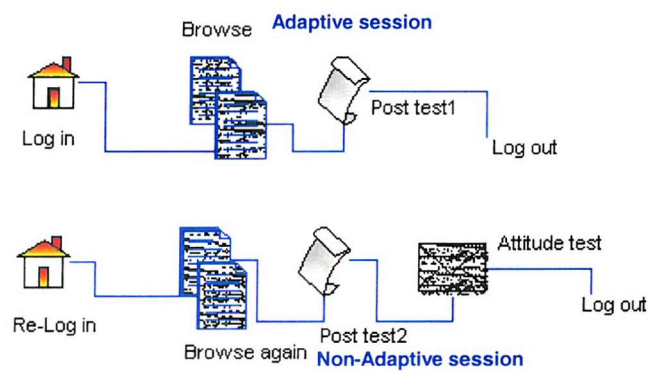 Browse
Adaptive session
Log in
Post test1
Log out
Attitude test
Re-Log in
Log out
Post test2
Browse again
Non-Adaptive session